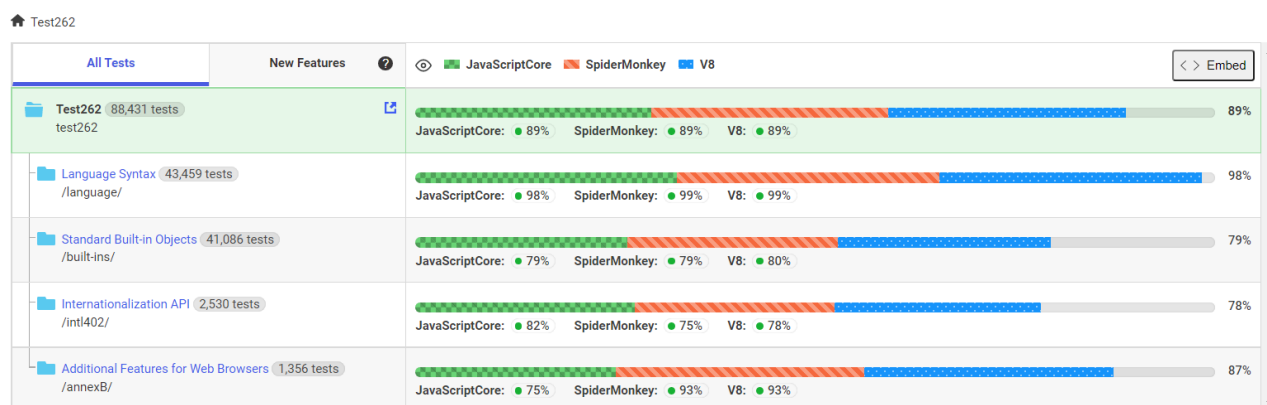 Test262
All Tests
New Features
?
JavaScriptCore
SpiderMonkey
V8
< > Embed
Test262 88,431 tests
test262
89%
JavaScriptCore: 89% SpiderMonkey: 89% V8: 89%
Language Syntax 43,459 tests
/language/
98%
JavaScriptCore: 98% SpiderMonkey: 99% V8: 99%
Standard Built-in Objects 41,086 tests
/built-ins/
79%
JavaScriptCore: 79% SpiderMonkey: 79% V8: 80%
Internationalization API 2,530 tests
/intl402/
78%
JavaScriptCore: 82% SpiderMonkey: 75% V8: 78%
Additional Features for Web Browsers 1,356 tests
/annexB/
87%
JavaScriptCore: 75% SpiderMonkey: 93% V8: 93%